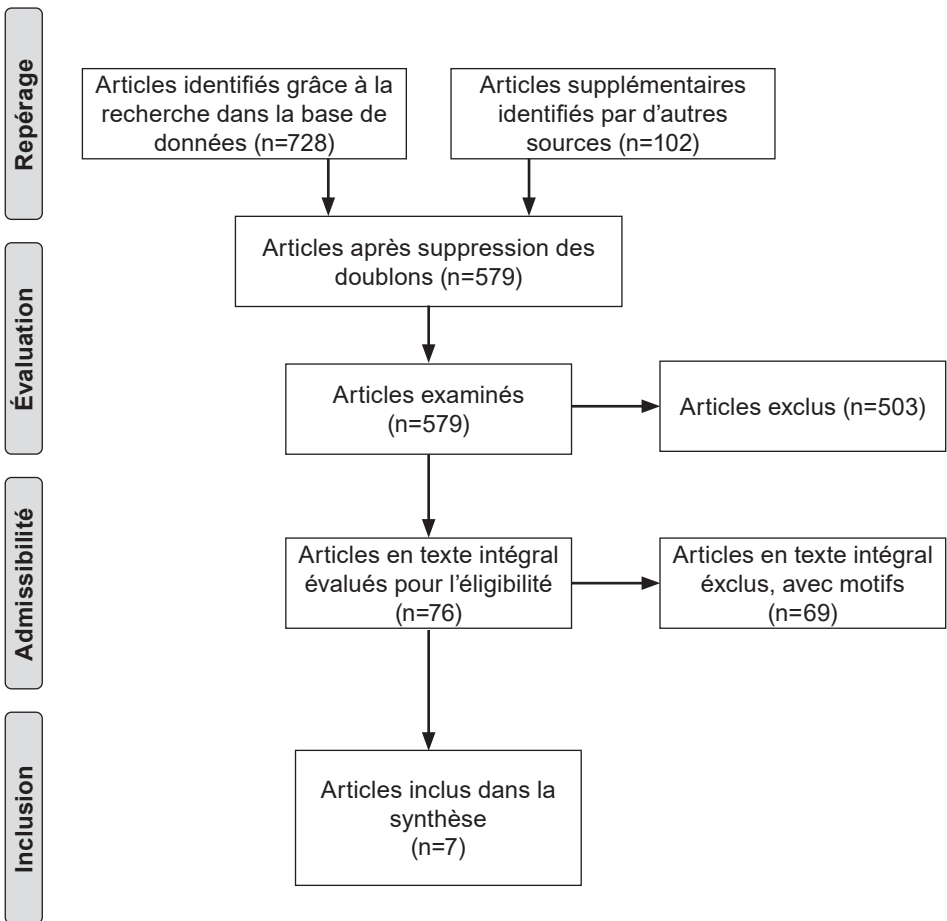 Repérage
Articles identifiés grâce à la
recherche dans la base de
données (n=728)
Articles supplémentaires
identifiés par d'autres
sources (n=102)
Articles après suppression des
doublons (n=579)
Évaluation
Articles examinés
(n=579)
Articles exclus (n=503)
Admissibilité
Articles en texte intégral
évalués pour l'éligibilité
(n=76)
Articles en texte intégral
éxclus, avec motifs
(n=69)
Inclusion
Articles inclus dans la
synthèse
(n=7)